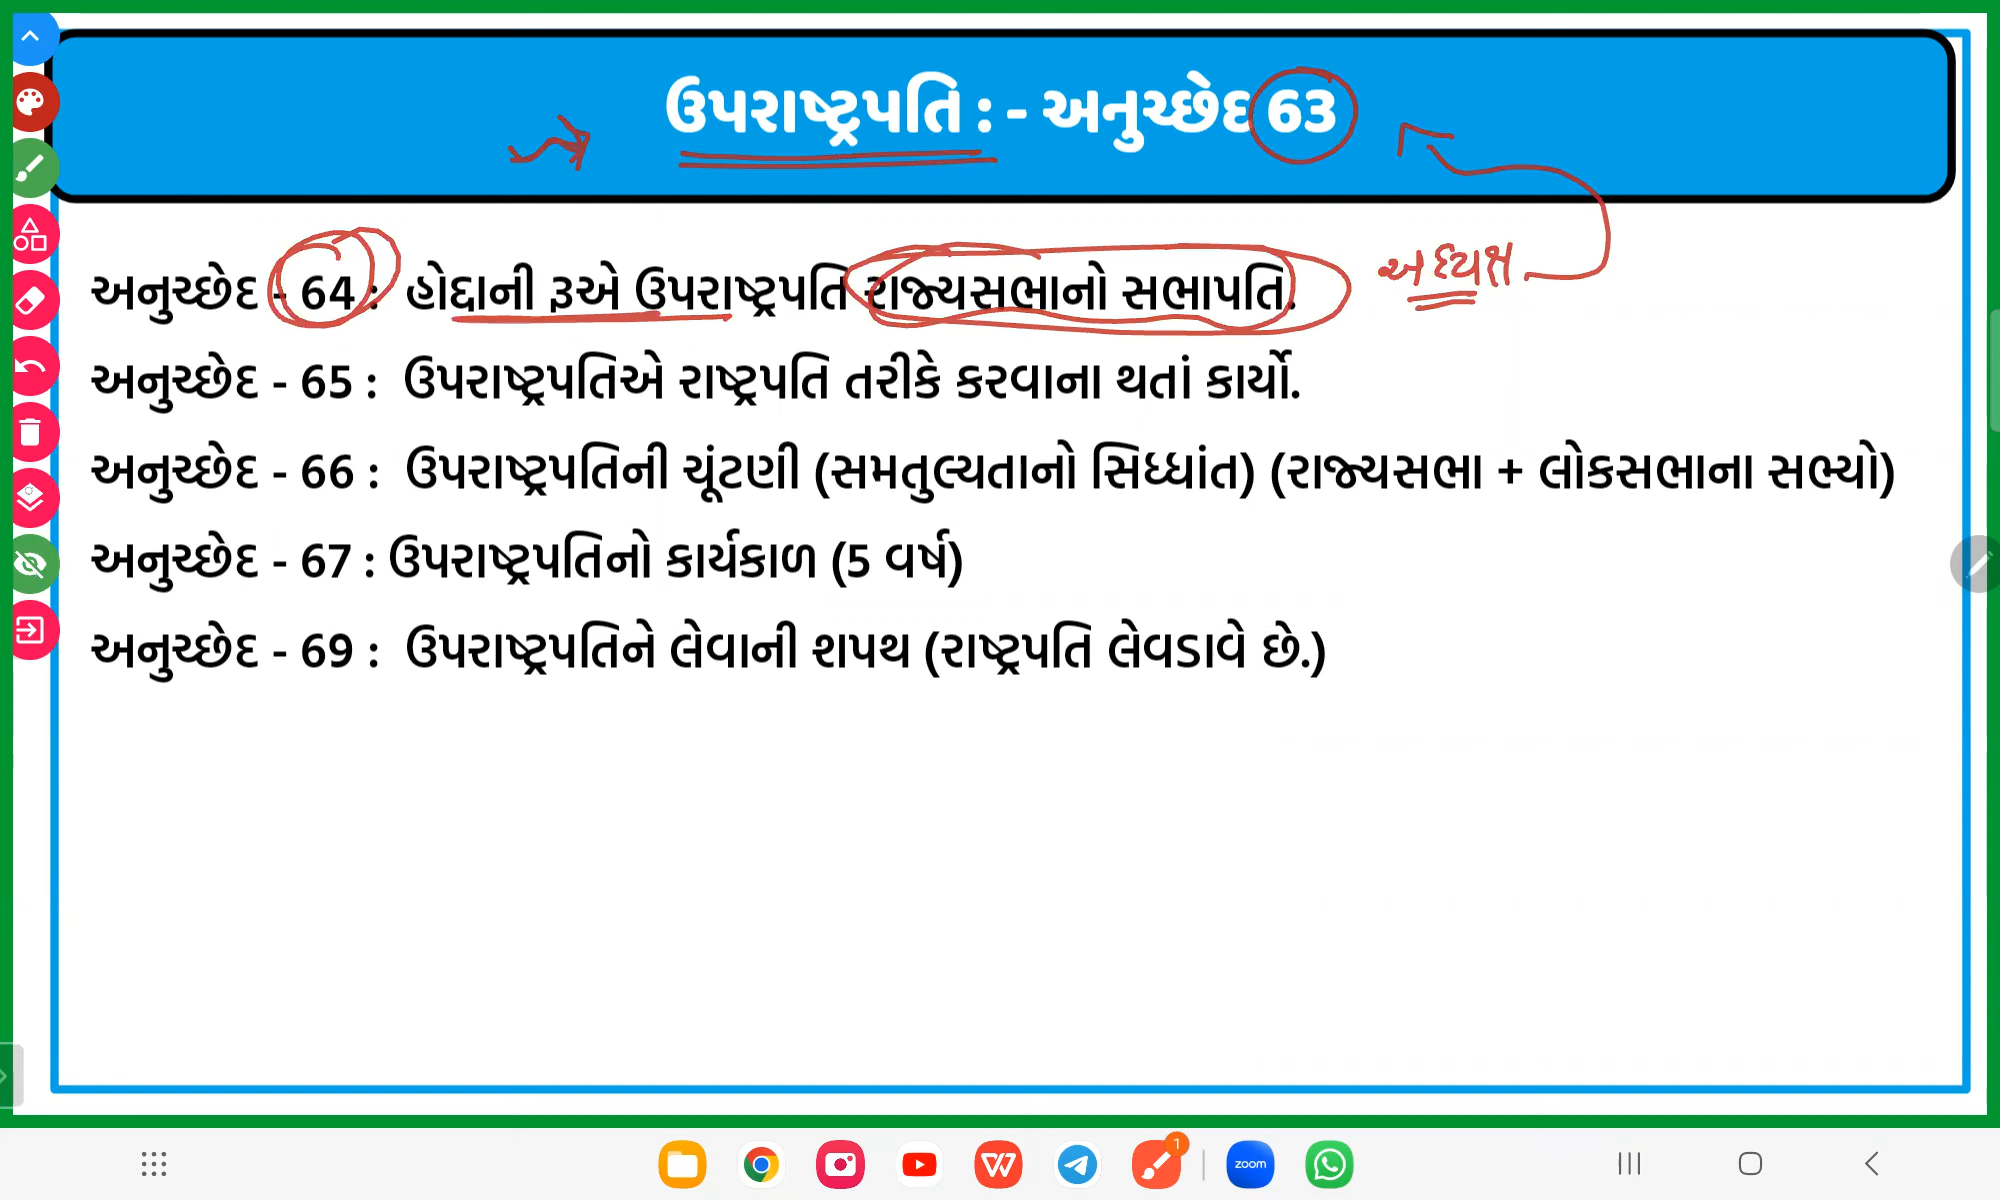 ઉપરાષ્ટ્રપતિ : - અનુચ્છેદ 63
અનુચ્છેદ - 64 : હોદ્દાની રૂએ ઉપરાષ્ટ્રપતિ રાજ્યસભાનો સભાપતિ. અધ્યક્ષ
અનુચ્છેદ - 65 : ઉપરાષ્ટ્રપતિએ રાષ્ટ્રપતિ તરીકે કરવાના થતાં કાર્યો.
અનુચ્છેદ - 66 : ઉપરાષ્ટ્રપતિની ચૂંટણી (સમતુલ્યતાનો સિધ્ધાંત) (રાજ્યસભા + લોકસભાના સભ્યો)
અનુચ્છેદ - 67 : ઉપરાષ્ટ્રપતિનો કાર્યકાળ (5 વર્ષ)
અનુચ્છેદ - 69 : ઉપરાષ્ટ્રપતિને લેવાની શપથ (રાષ્ટ્રપતિ લેવડાવે છે.)
1
zoom